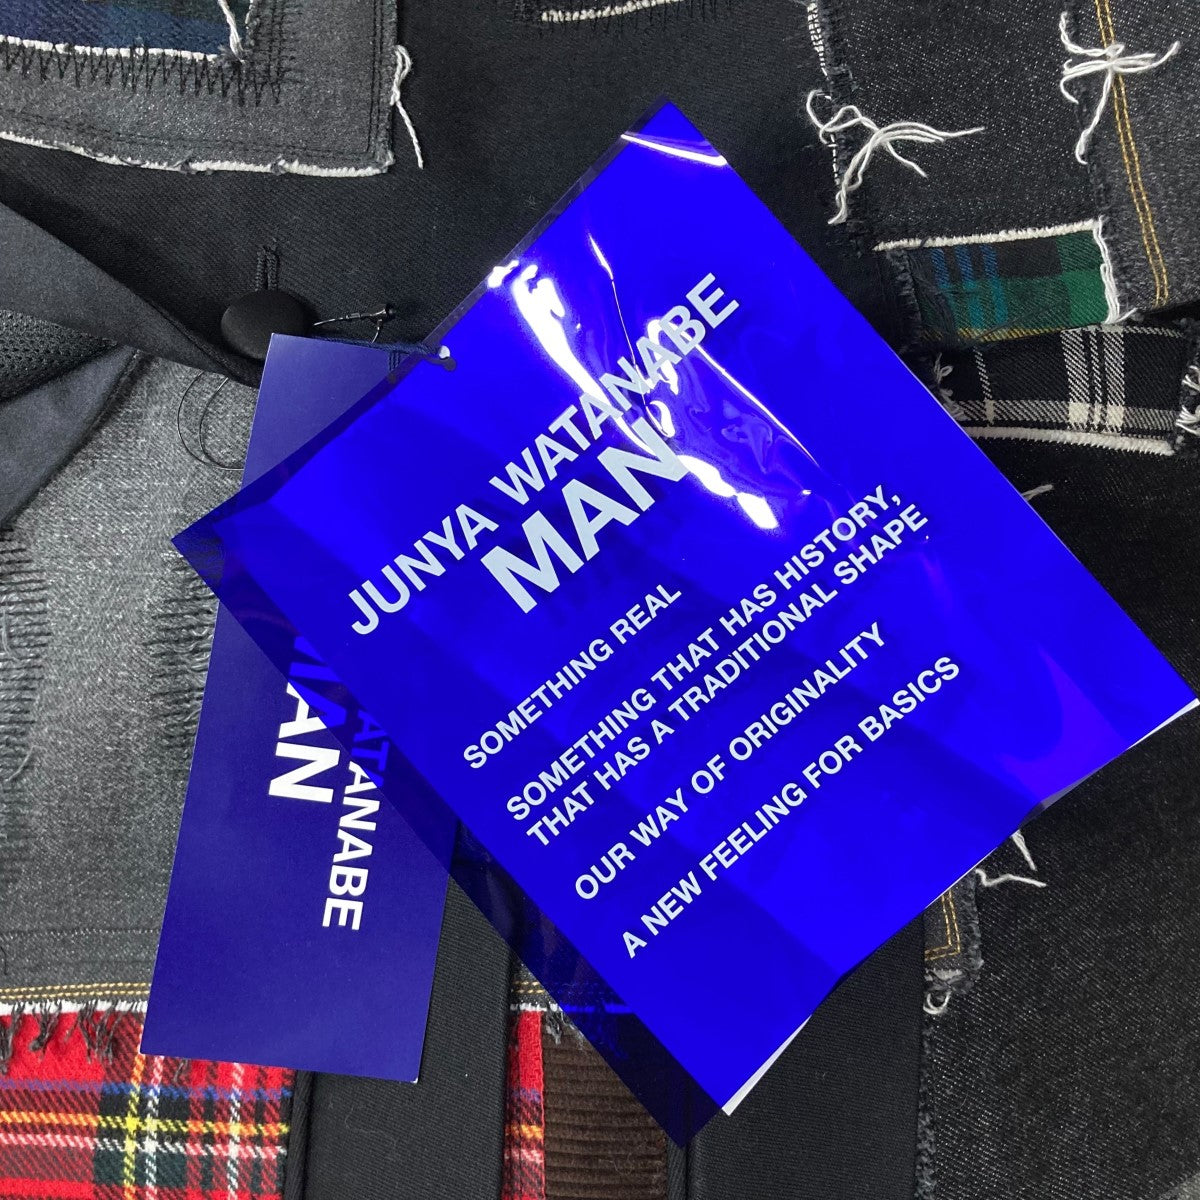 JUNYA WATANABE
MAN
SOMETHING REAL
SOMETHING THAT HAS HISTORY,
THAT HAS A TRADITIONAL SHAPE
OUR WAY OF ORIGINALITY
A NEW FEELING FOR BASICS
WATANABE
MAN